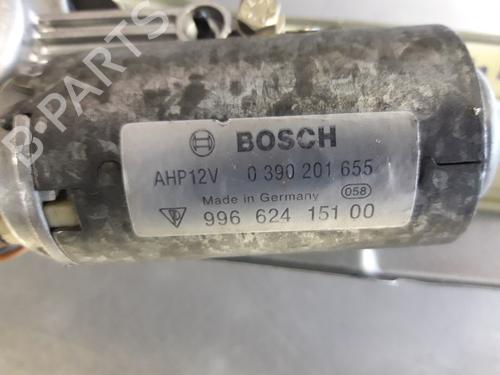 BOSCH
AHP12V 0 390 201 655
Made in Germany 058
996 624 151 00
B-PARTS